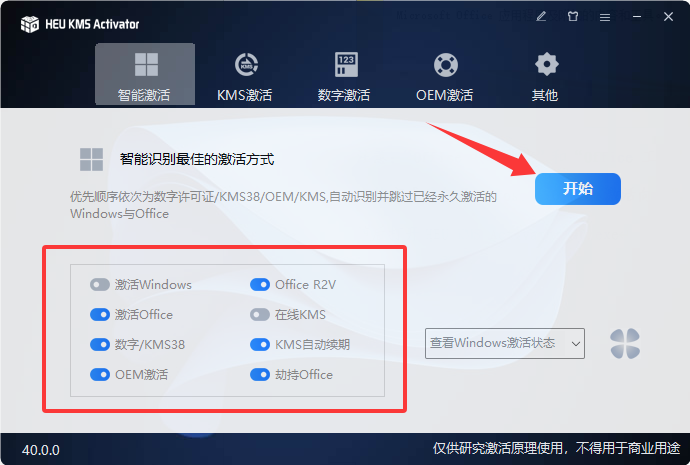 HEU KMS Activator
智能激活
KMS激活
123
数字激活
OEM激活
其他
智能识别最佳的激活方式
优先顺序依次为数字许可证/KMS38/OEM/KMS,自动识别并跳过已经永久激活的
Windows与Office
开始
激活Windows
Office R2V
激活Office
在线KMS
数字/KMS38
KMS自动续期
OEM激活
劫持Office
查看Windows激活状态
40.0.0
仅供研究激活原理使用，不得用于商业用途